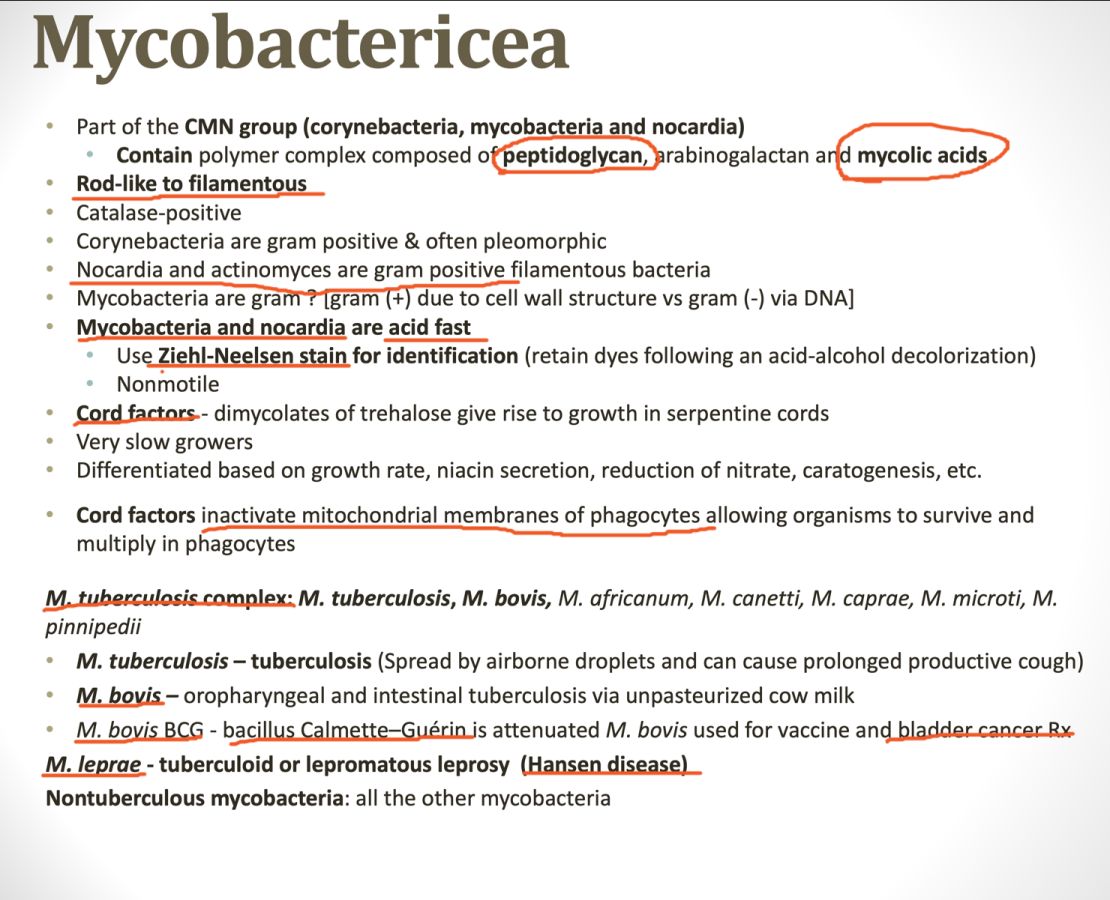 Mycobactericea
• Part of the CMN group (corynebacteria, mycobacteria and nocardia)
• Contain polymer complex composed of peptidoglycan, arabinogalactan and mycolic acids
• Rod-like to filamentous
• Catalase-positive
• Corynebacteria are gram positive & often pleomorphic
• Nocardia and actinomyces are gram positive filamentous bacteria
• Mycobacteria are gram ? [gram (+) due to cell wall structure vs gram (-) via DNA]
• Mycobacteria and nocardia are acid fast
• Use Ziehl-Neelsen stain for identification (retain dyes following an acid-alcohol decolorization)
• Nonmotile
• Cord factors - dimycolates of trehalose give rise to growth in serpentine cords
• Very slow growers
• Differentiated based on growth rate, niacin secretion, reduction of nitrate, caratogenesis, etc.
• Cord factors inactivate mitochondrial membranes of phagocytes allowing organisms to survive and
multiply in phagocytes
M. tuberculosis complex: M. tuberculosis, M. bovis, M. africanum, M. canetti, M. caprae, M. microti, M.
pinnipedii
• M. tuberculosis – tuberculosis (Spread by airborne droplets and can cause prolonged productive cough)
• M. bovis – oropharyngeal and intestinal tuberculosis via unpasteurized cow milk
• M. bovis BCG - bacillus Calmette–Guérin is attenuated M. bovis used for vaccine and bladder cancer Rx
M. leprae - tuberculoid or lepromatous leprosy (Hansen disease)
Nontuberculous mycobacteria: all the other mycobacteria